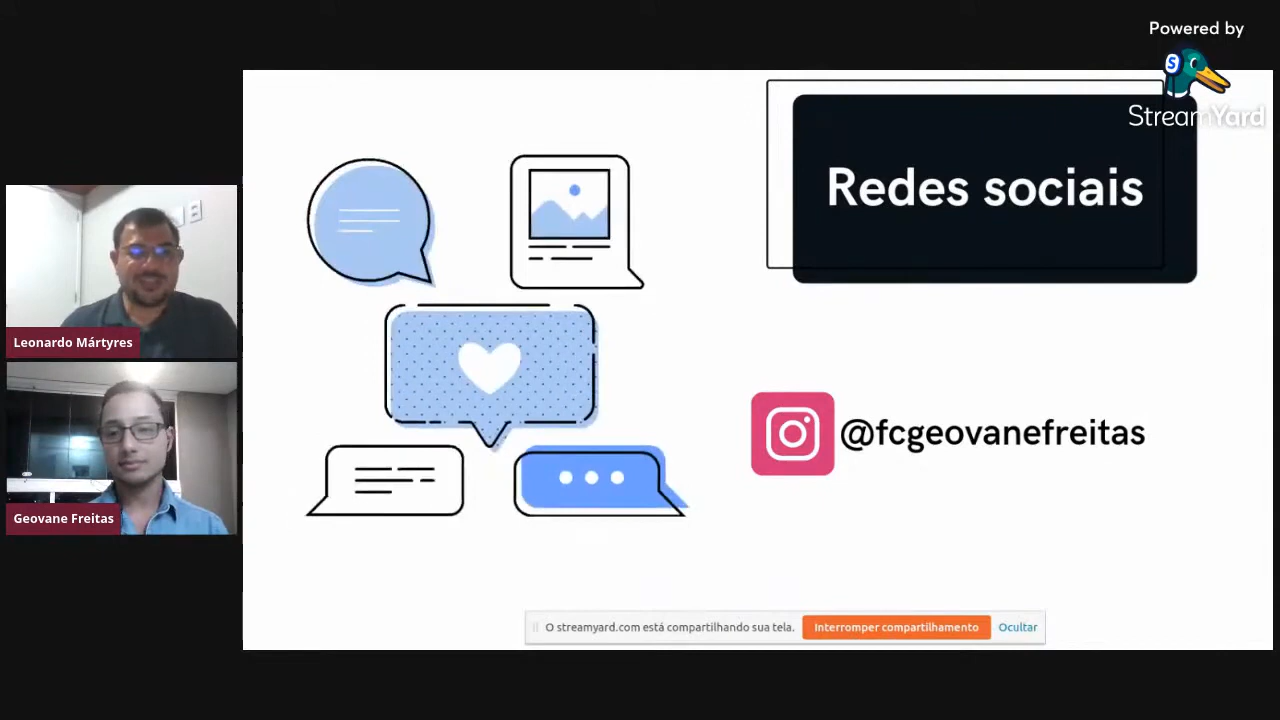 Powered by
StreamYard
Redes sociais
@fcgeovanefreitas
Leonardo Mártyres
Geovane Freitas
O streamyard.com está compartilhando sua tela.
Interromper compartilhamento
Ocultar